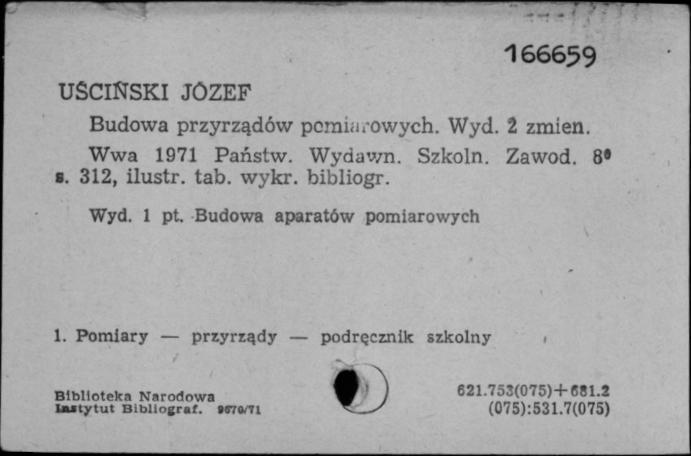 166659
UŚCIŃSKI JÓZEF
Budowa przyrządów pomiarowych. Wyd. 2 zmien.
Wwa 1971 Państw. Wydawn. Szkoln. Zawod. 8⁰
s. 312, ilustr. tab. wykr. bibliogr.
Wyd. 1 pt. Budowa aparatów pomiarowych
1. Pomiary — przyrządy — podręcznik szkolny
Biblioteka Narodowa
Instytut Bibliograf. 9670/71
621.753(075)+681.2
(075):531.7(075)